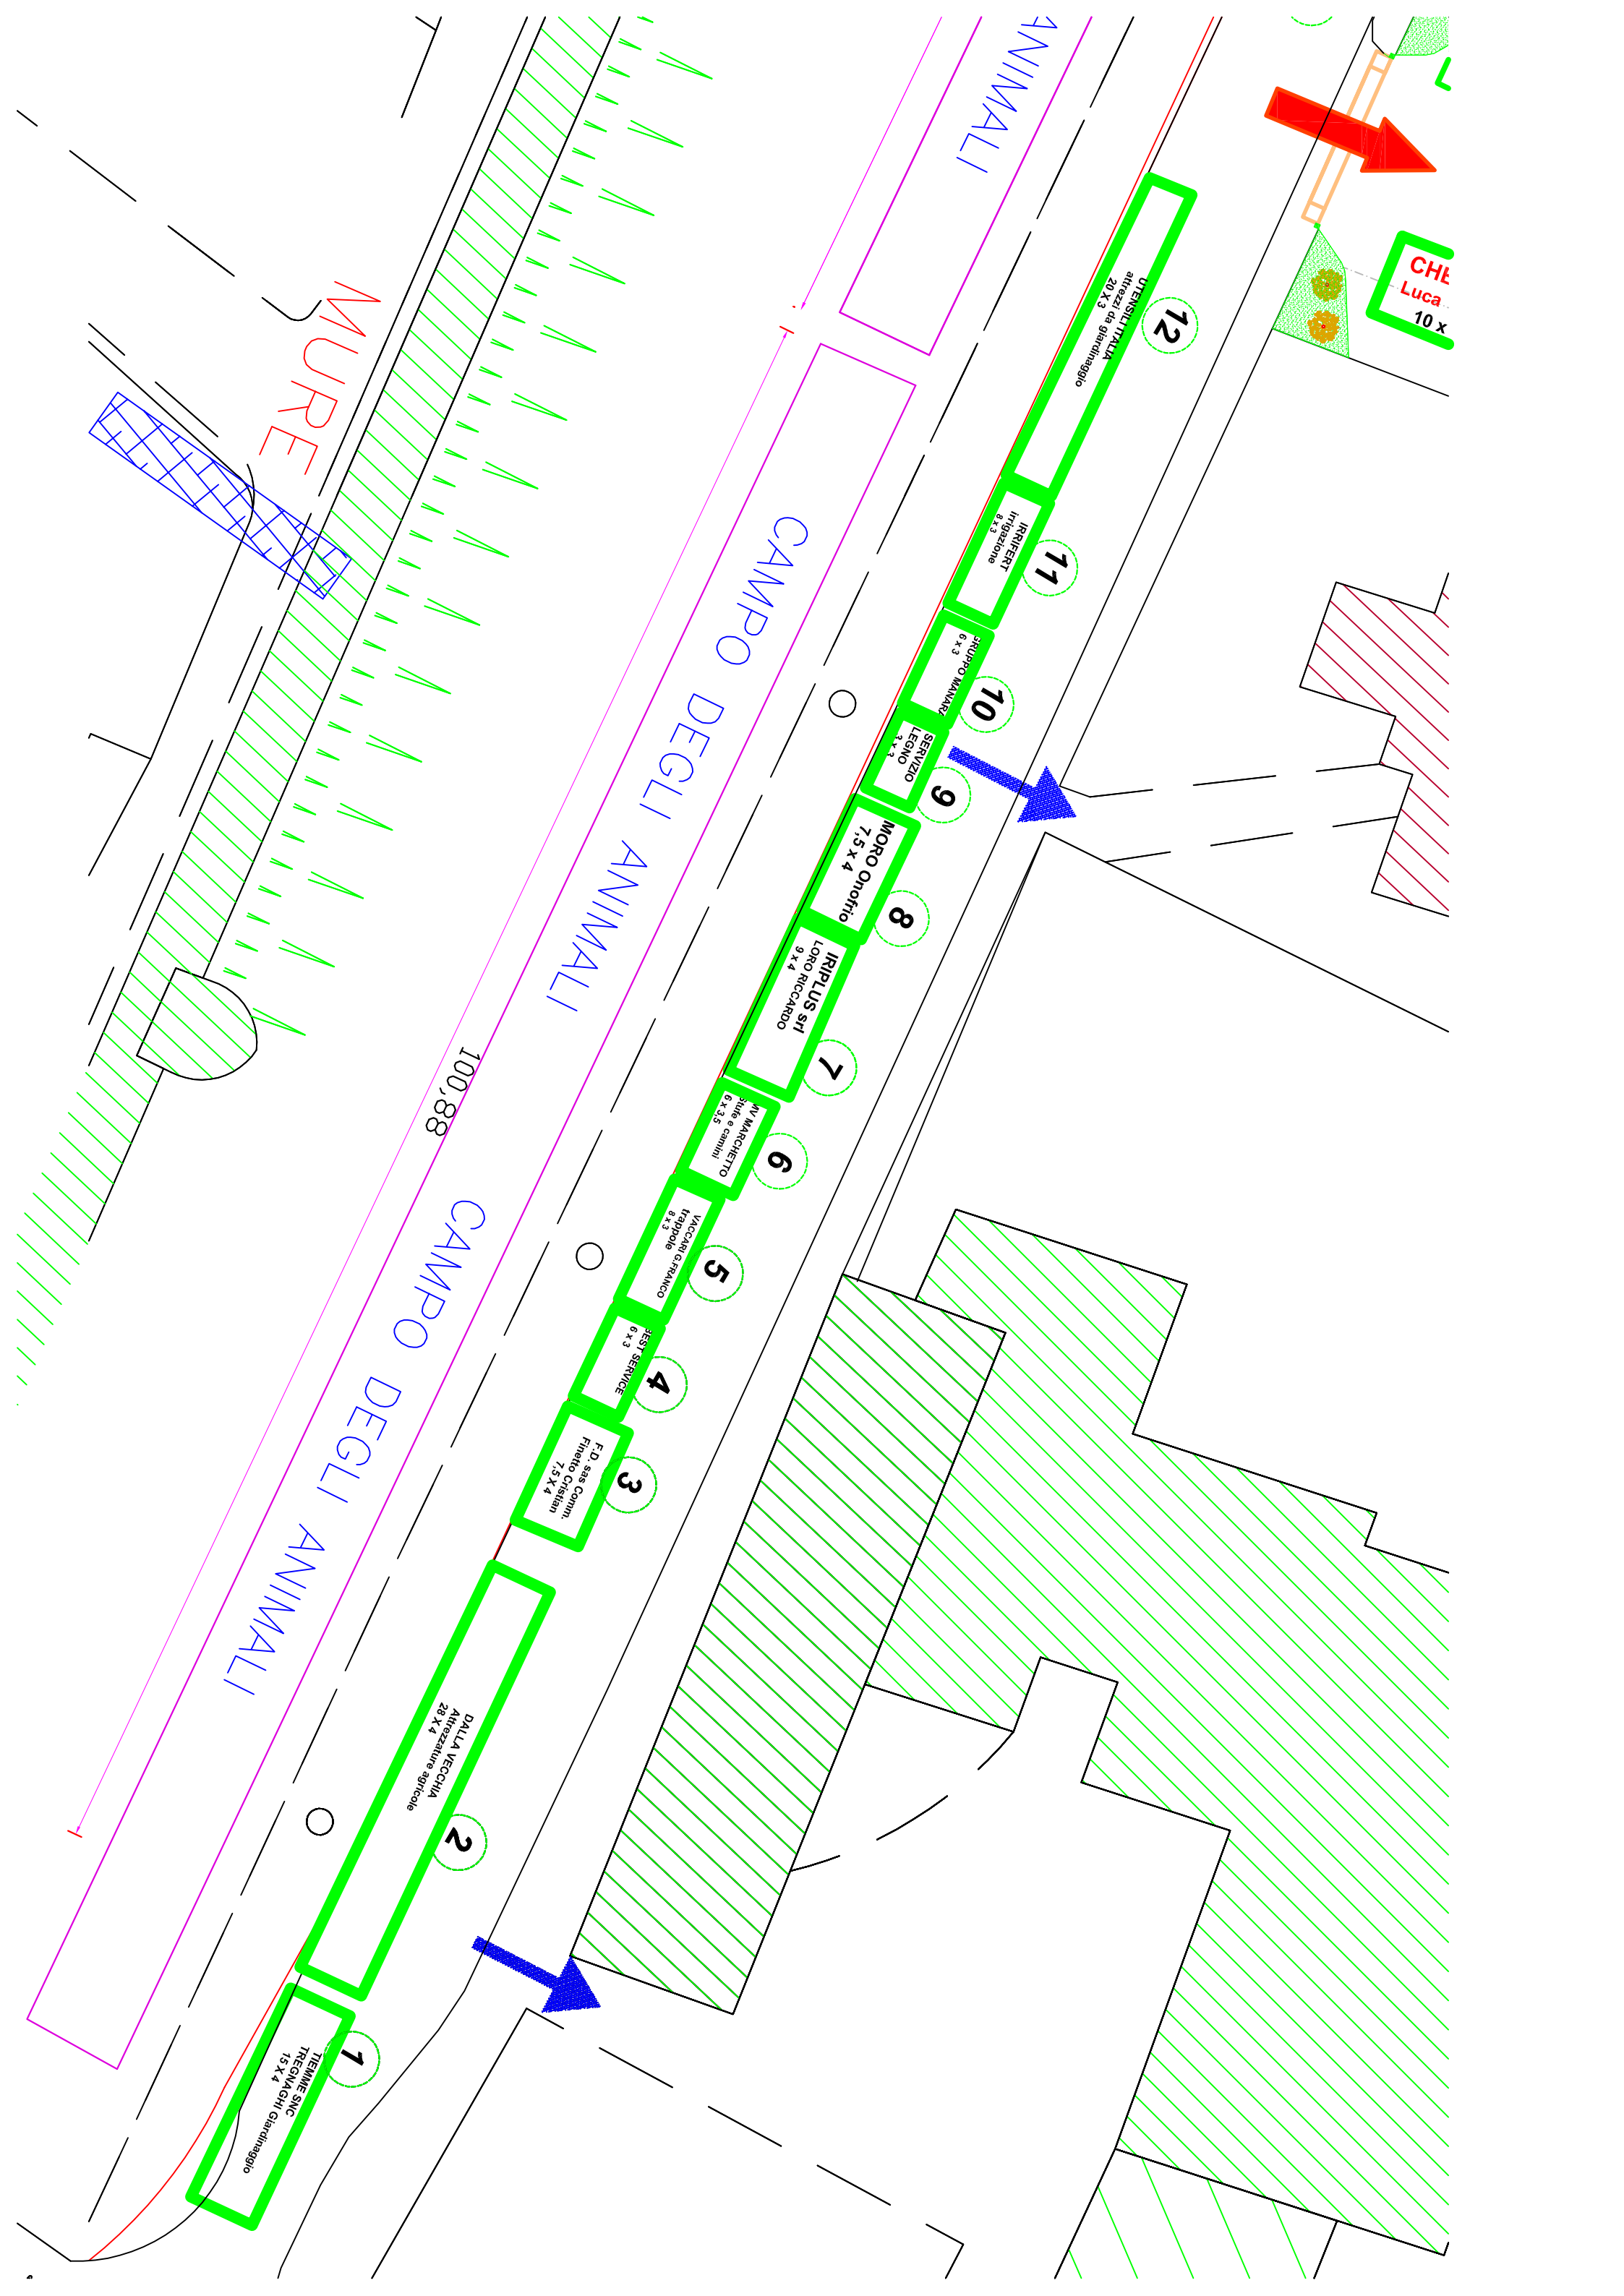 ANIMALI
MURE
CHE
Luca
10 x
12
UTENSILI ITALIA
attrezzi da giardinaggio
20 X 3
11
IRRIFERT
irrigazione
8 x 3
10
GRUPPO MANARA
6 x 3
9
SERVIZIO
LEGNO
3 x 3
8
MORO Onofrio
7,5 x 4
7
IRIPLUS srl
LORO RICCARDO
9 x 4
6
MV MARCHETTO
stufe e camini
6 x 3,5
5
VACCARI G.FRANCO
trappole
8 x 3
4
BEST SERVICE
6 x 3
3
F.D. sas Comm.
Finetto Cristian
7,5 X 4
2
DALLA VECCHIA
Attrezzature agricole
28 X 4
1
TIEMME SNC
TREGNAGHI Giardinaggio
15 X 4
CAMPO DEGLI ANIMALI
100,88
CAMPO DEGLI ANIMALI